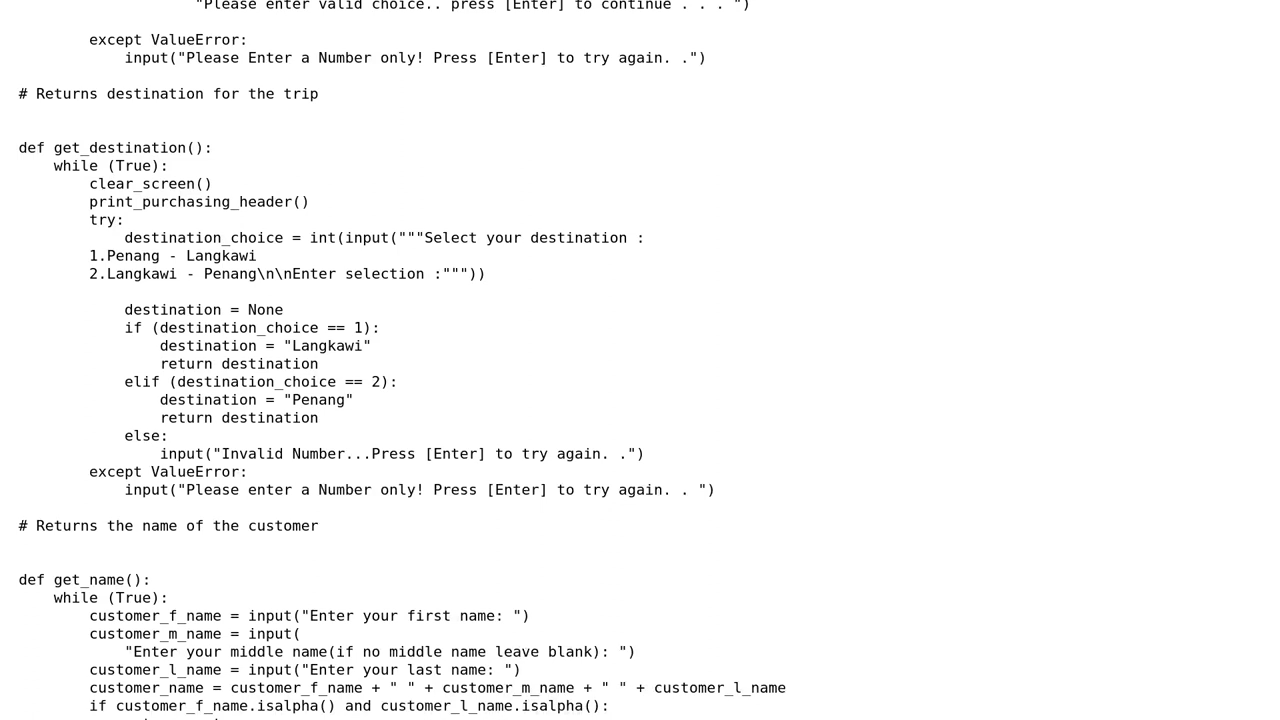 "Please enter valid choice.. press [Enter] to continue . . . ")
except ValueError:
input("Please Enter a Number only! Press [Enter] to try again. .")
# Returns destination for the trip
def get_destination():
while (True):
clear_screen()
print_purchasing_header()
try:
destination_choice = int(input("""Select your destination :
1.Penang - Langkawi
2.Langkawi - Penang\n\nEnter selection :"""))
destination = None
if (destination_choice == 1):
destination = "Langkawi"
return destination
elif (destination_choice == 2):
destination = "Penang"
return destination
else:
input("Invalid Number...Press [Enter] to try again. .")
except ValueError:
input("Please enter a Number only! Press [Enter] to try again. . ")
# Returns the name of the customer
def get_name():
while (True):
customer_f_name = input("Enter your first name: ")
customer_m_name = input(
"Enter your middle name(if no middle name leave blank): ")
customer_l_name = input("Enter your last name: ")
customer_name = customer_f_name + " " + customer_m_name + " " + customer_l_name
if customer_f_name.isalpha() and customer_l_name.isalpha():